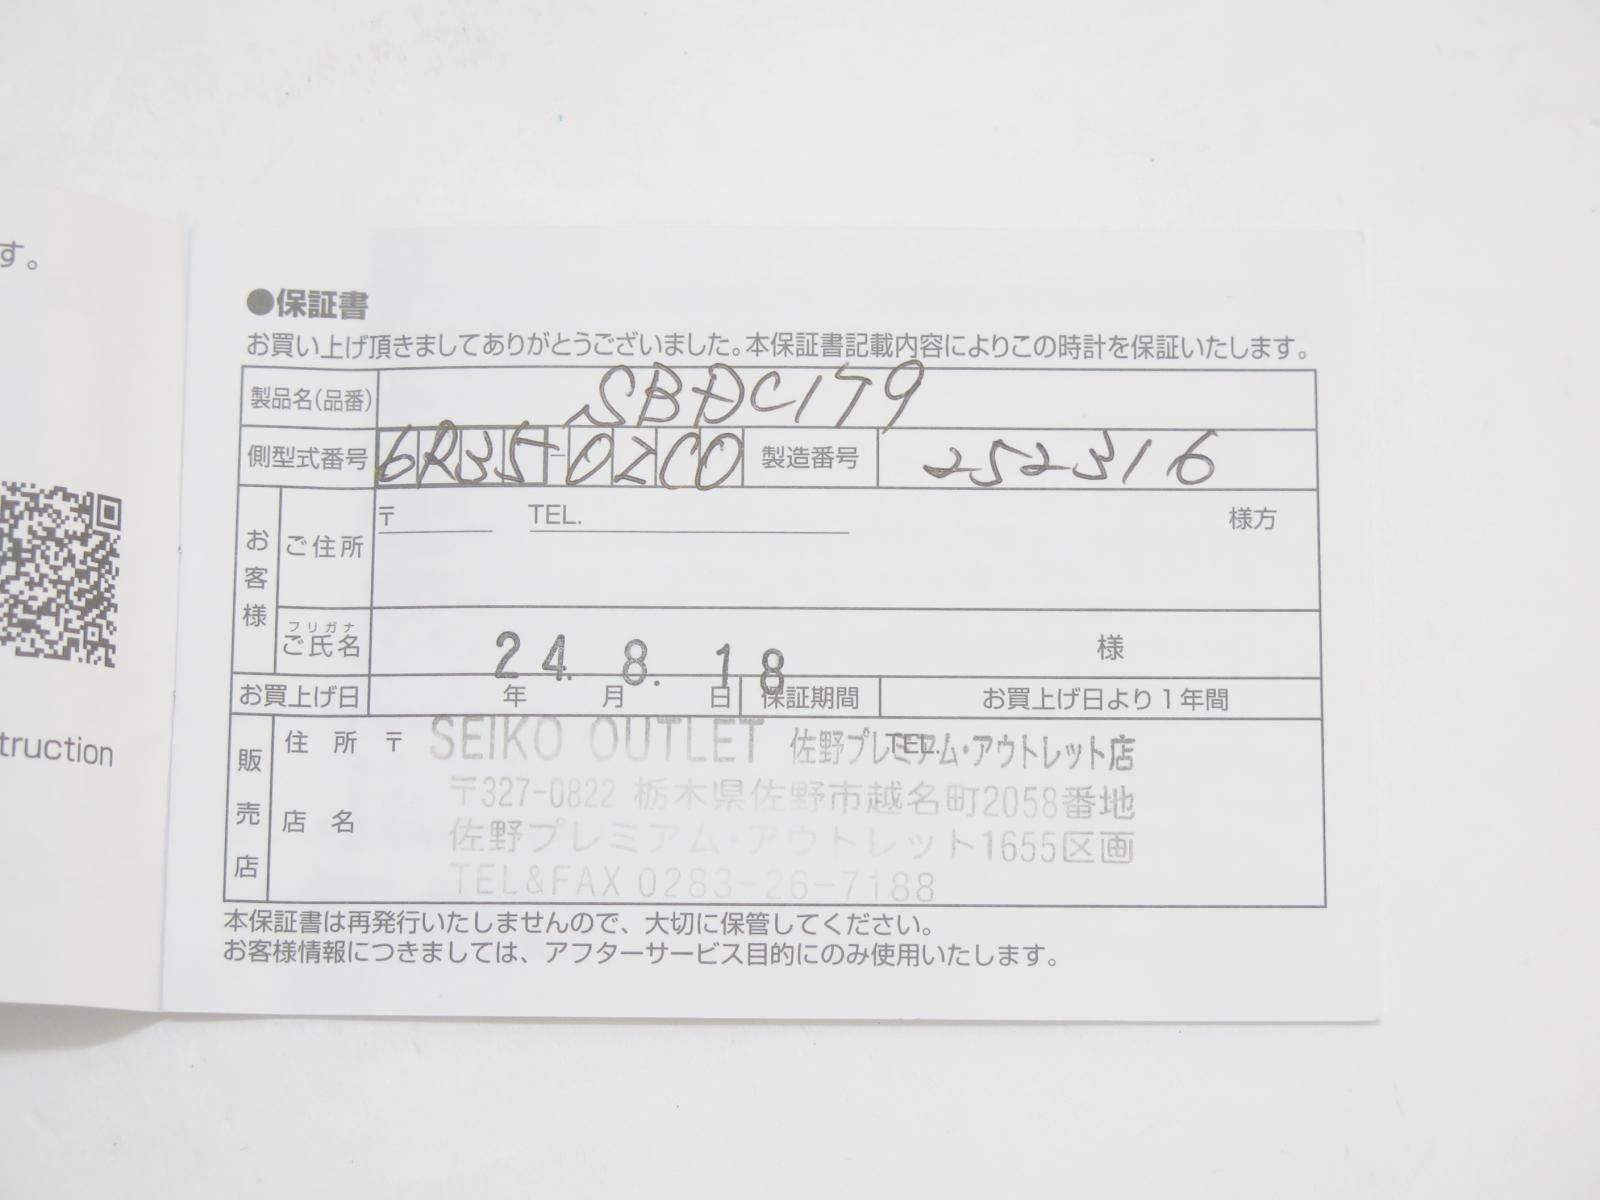 す。
truction
●保証書
お買い上げ頂きましてありがとうございました。本保証書記載内容によりこの時計を保証いたします。
製品名(品番) SBDC179
側型式番号 6R35-02C0 製造番号 252316
お客様
ご住所 〒 TEL. 様方
フリガナ
ご氏名 様
24. 8. 18
お買上げ日 年 月 日 保証期間 お買上げ日より1年間
販売店
住所 〒 TEL.
SEIKO OUTLET 佐野プレミアム・アウトレット店
〒327-0822 栃木県佐野市越名町2058番地
店名
佐野プレミアム・アウトレット1655区画
TEL&FAX 0283-26-7188
本保証書は再発行いたしませんので、大切に保管してください。
お客様情報につきましては、アフターサービス目的にのみ使用いたします。